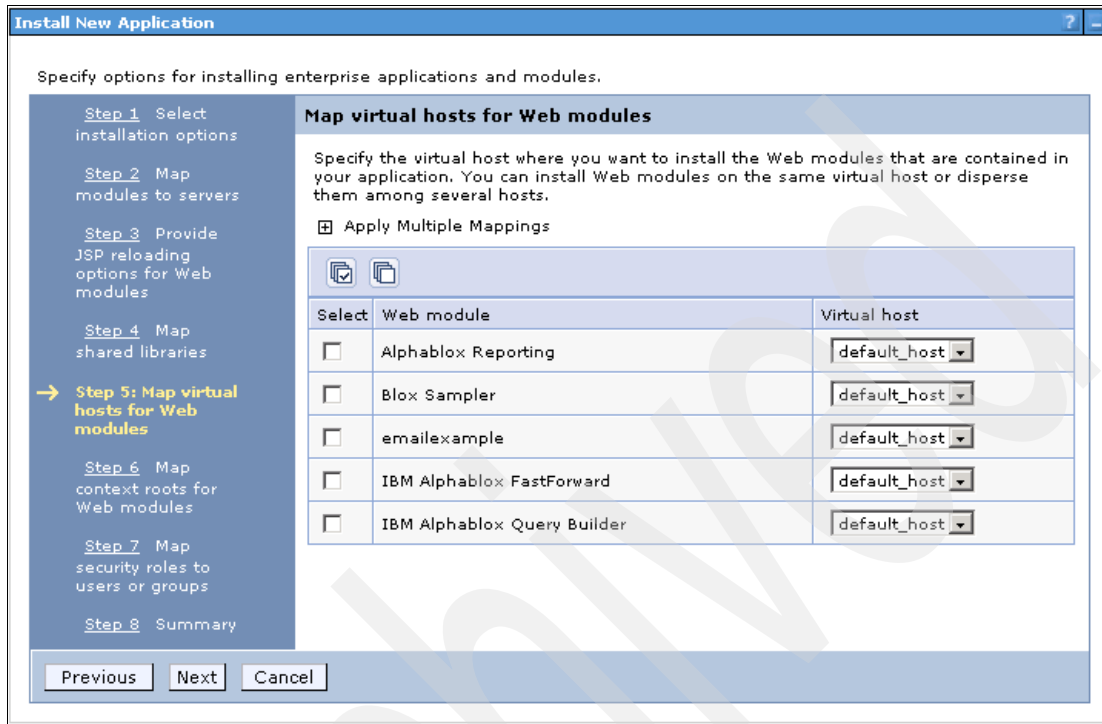 Install New Application
?
Specify options for installing enterprise applications and modules.
Step 1 Select
installation options
Step 2 Map
modules to servers
Step 3 Provide
JSP reloading
options for Web
modules
Step 4 Map
shared libraries
Step 5: Map virtual
hosts for Web
modules
Step 6 Map
context roots for
Web modules
Step 7 Map
security roles to
users or groups
Step 8 Summary
Map virtual hosts for Web modules
Specify the virtual host where you want to install the Web modules that are contained in
your application. You can install Web modules on the same virtual host or disperse
them among several hosts.
Apply Multiple Mappings
Select Web module Virtual host
Alphablox Reporting default_host
Blox Sampler default_host
emailexample default_host
IBM Alphablox FastForward default_host
IBM Alphablox Query Builder default_host
Previous Next Cancel
hived